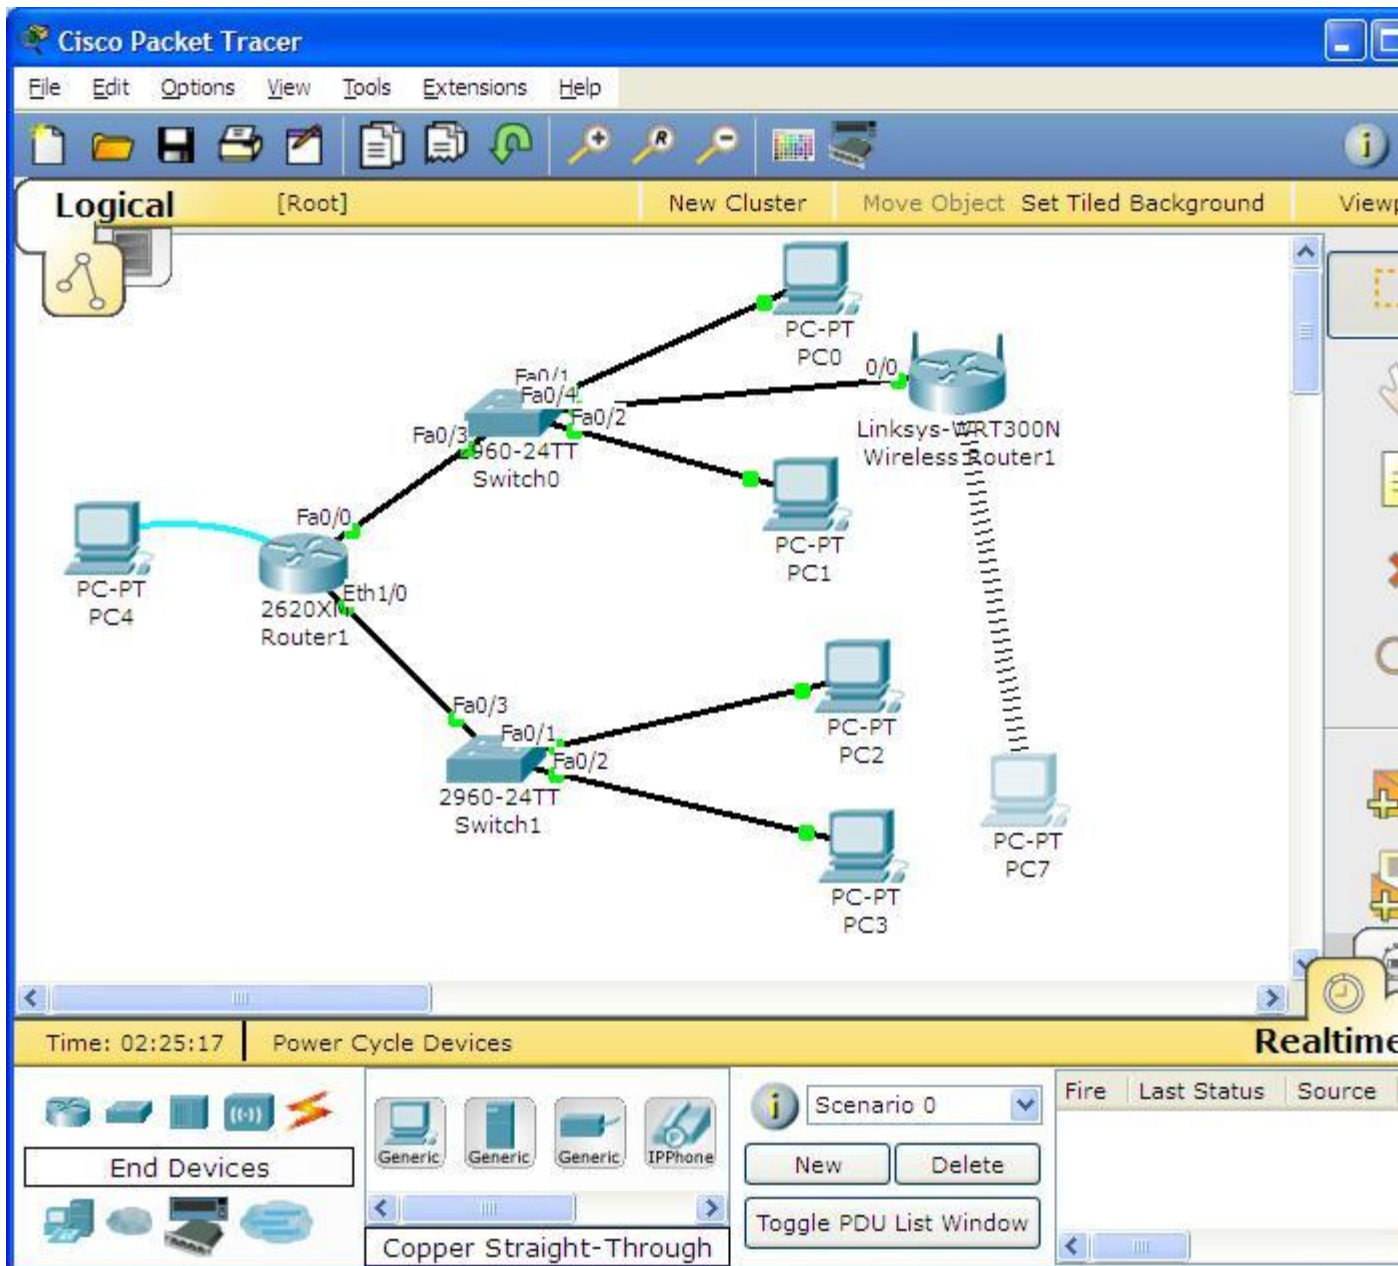 Cisco Packet Tracer
File Edit Options View Tools Extensions Help
R
i
Logical [Root] New Cluster Move Object Set Tiled Background Viewp
PC-PT
PC0
Fa0/1
Fa0/4
0/0
Fa0/2
Linksys-WRT300N
Wireless Router1
Fa0/3
2960-24TT
Switch0
Fa0/0
PC-PT
PC1
PC-PT
PC4
Eth1/0
2620XM
Router1
Fa0/3
Fa0/1
Fa0/2
PC-PT
PC2
2960-24TT
Switch1
PC-PT
PC7
PC-PT
PC3
Time: 02:25:17 Power Cycle Devices Realtime
End Devices
Generic Generic Generic IPPhone
Copper Straight-Through
i Scenario 0
New Delete
Toggle PDU List Window
Fire Last Status Source